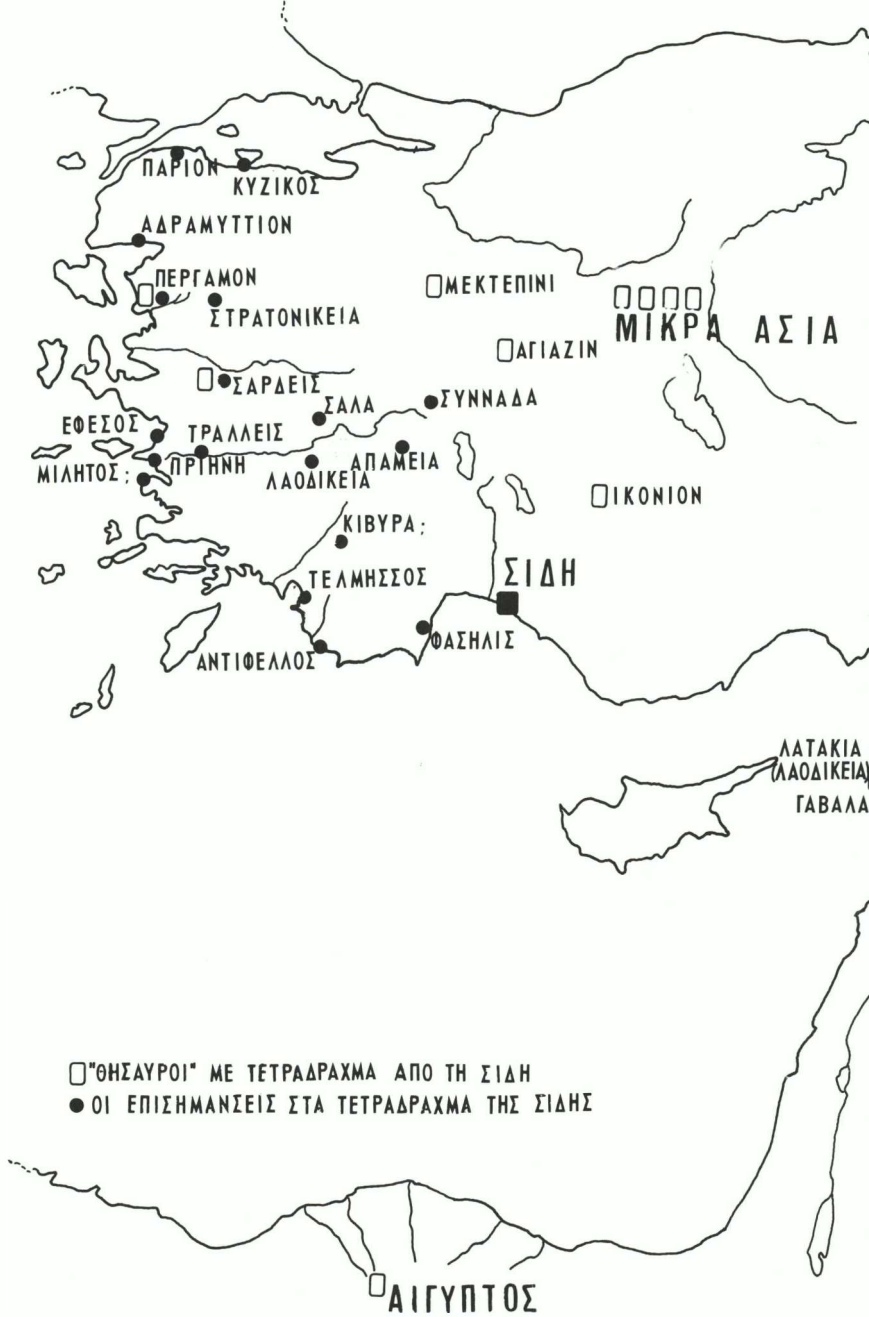 ΠΑΡΙΟΝ
ΚΥΖΙΚΟΣ
ΑΔΡΑΜΥΤΤΙΟΝ
ΠΕΡΓΑΜΟΝ
ΣΤΡΑΤΟΝΙΚΕΙΑ
ΜΕΚΤΕΠΙΝΙ
ΜΙΚΡΑ ΑΣΙΑ
ΑΓΙΑΖΙΝ
ΣΑΡΔΕΙΣ
ΣΑΛΑ
ΣΥΝΝΑΔΑ
ΕΦΕΣΟΣ
ΤΡΑΛΛΕΙΣ
ΠΡΙΗΝΗ
ΜΙΛΗΤΟΣ;
ΛΑΟΔΙΚΕΙΑ
ΑΠΑΜΕΙΑ
ΙΚΟΝΙΟΝ
ΚΙΒΥΡΑ;
ΣΙΔΗ
ΤΕΛΜΗΣΣΟΣ
ΦΑΣΗΛΙΣ
ΑΝΤΙΦΕΛΛΟΣ
ΛΑΤΑΚΙΑ
(ΛΑΟΔΙΚΕΙΑ)
ΓΑΒΑΛΑ
"ΘΗΣΑΥΡΟΙ" ΜΕ ΤΕΤΡΑΔΡΑΧΜΑ ΑΠΟ ΤΗ ΣΙΔΗ
ΟΙ ΕΠΙΣΗΜΑΝΣΕΙΣ ΣΤΑ ΤΕΤΡΑΔΡΑΧΜΑ ΤΗΣ ΣΙΔΗΣ
ΑΙΓΥΠΤΟΣ